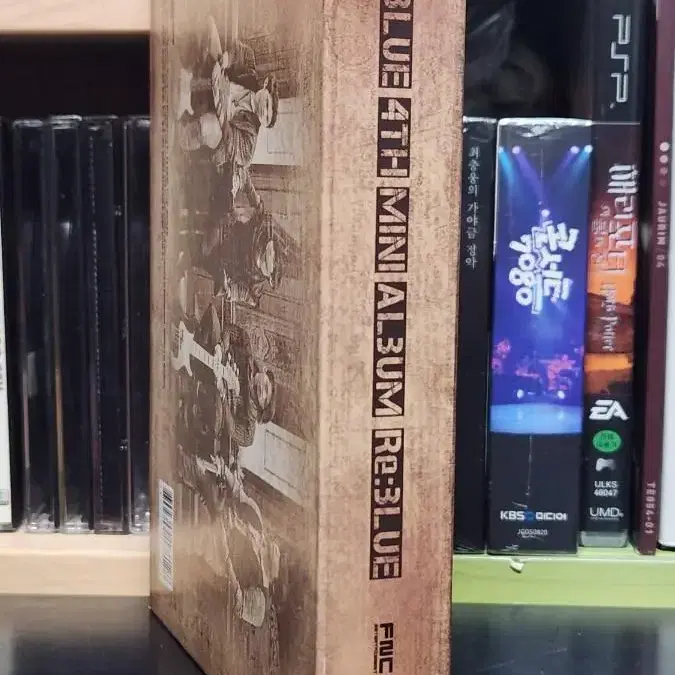 BLUE 4TH MINI ALBUM Re:BLUE
FNC
최충웅의 가야금 정악
콘서트
7080
KBS 미디어
PSP
해리포터
Harry Potter
EA
ULKS
46047
UMD
JAURIM 04